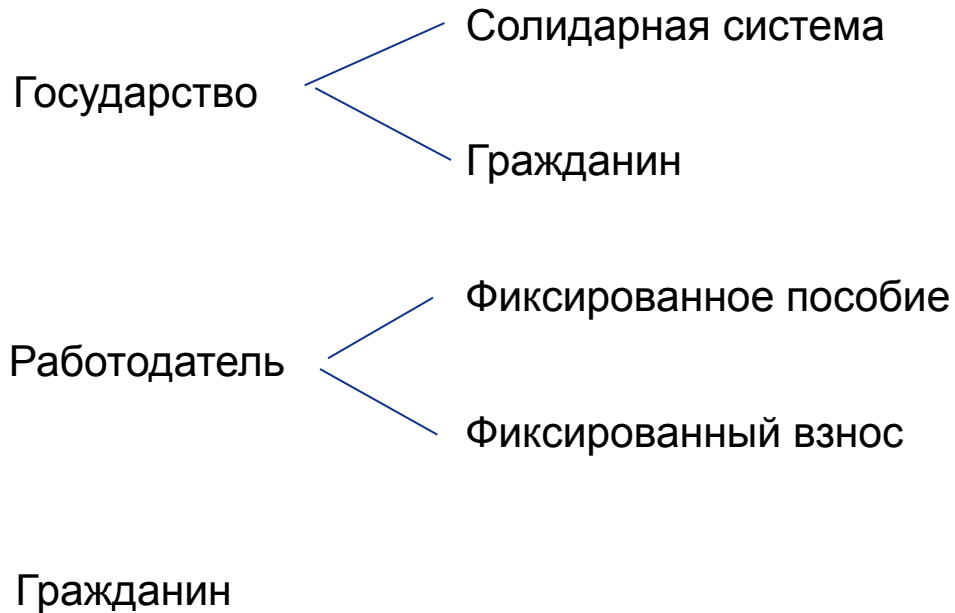 Солидарная система
Государство
Гражданин
Фиксированное пособие
Работодатель
Фиксированный взнос
Гражданин